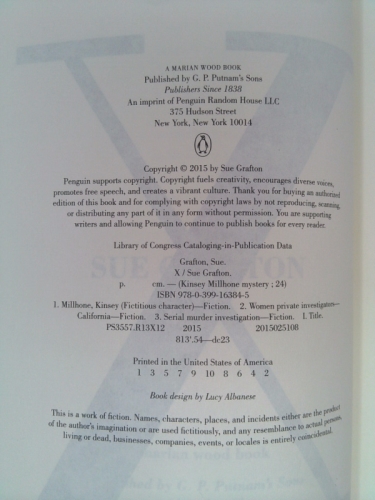 A MARIAN WOOD BOOK
Published by G. P. Putnam's Sons
Publishers Since 1838
An imprint of Penguin Random House LLC
375 Hudson Street
New York, New York 10014
Copyright © 2015 by Sue Grafton
Penguin supports copyright. Copyright fuels creativity, encourages diverse voices,
promotes free speech, and creates a vibrant culture. Thank you for buying an authorized
edition of this book and for complying with copyright laws by not reproducing, scanning,
or distributing any part of it in any form without permission. You are supporting
writers and allowing Penguin to continue to publish books for every reader.
Library of Congress Cataloging-in-Publication Data
Grafton, Sue.
X / Sue Grafton.
p. cm. — (Kinsey Millhone mystery ; 24)
ISBN 978-0-399-16384-5
1. Millhone, Kinsey (Fictitious character)—Fiction. 2. Women private investigators—
California—Fiction. 3. Serial murder investigation—Fiction. I. Title.
PS3557.R13X12 2015 2015025108
813'.54—dc23
Printed in the United States of America
1 3 5 7 9 10 8 6 4 2
Book design by Lucy Albanese
This is a work of fiction. Names, characters, places, and incidents either are the product
of the author's imagination or are used fictitiously, and any resemblance to actual persons,
living or dead, businesses, companies, events, or locales is entirely coincidental.